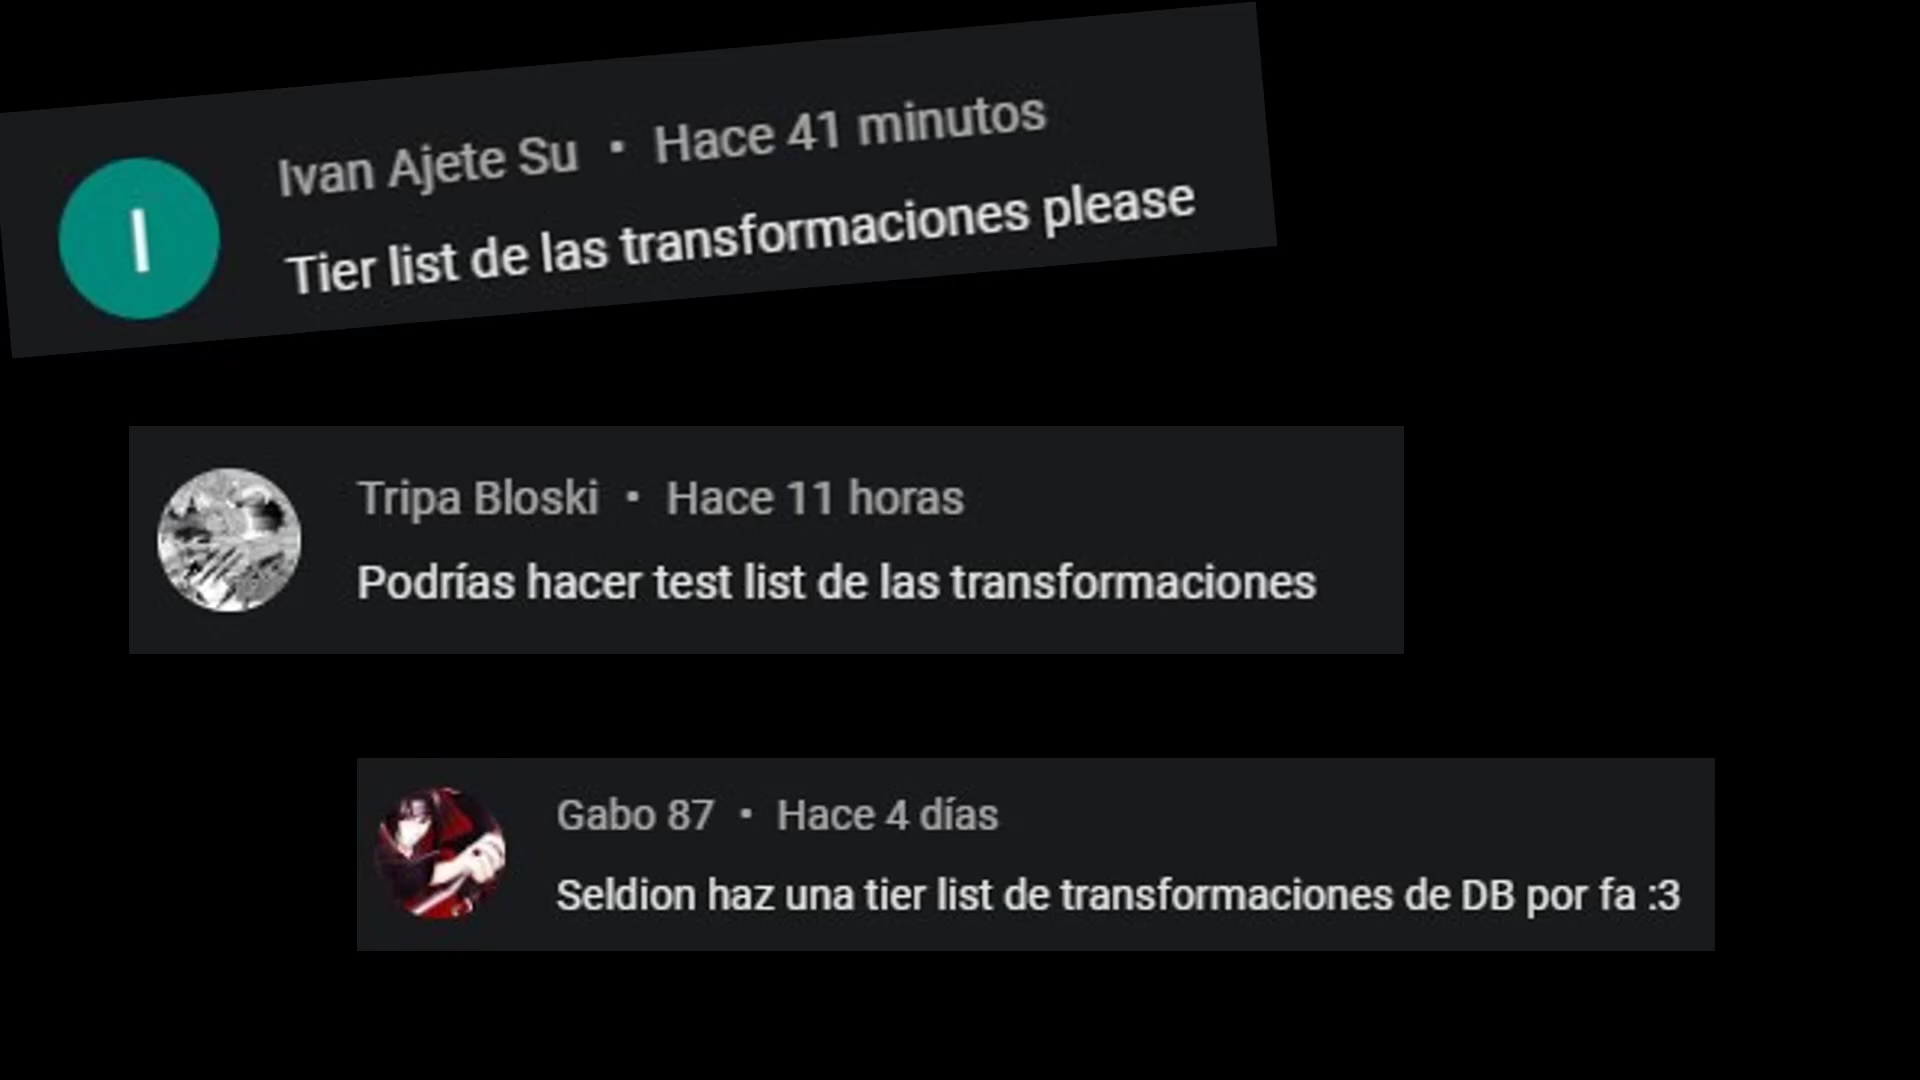 I
Ivan Ajete Su • Hace 41 minutos
Tier list de las transformaciones please
Tripa Bloski • Hace 11 horas
Podrías hacer test list de las transformaciones
Gabo 87 • Hace 4 días
Seldion haz una tier list de transformaciones de DB por fa :3